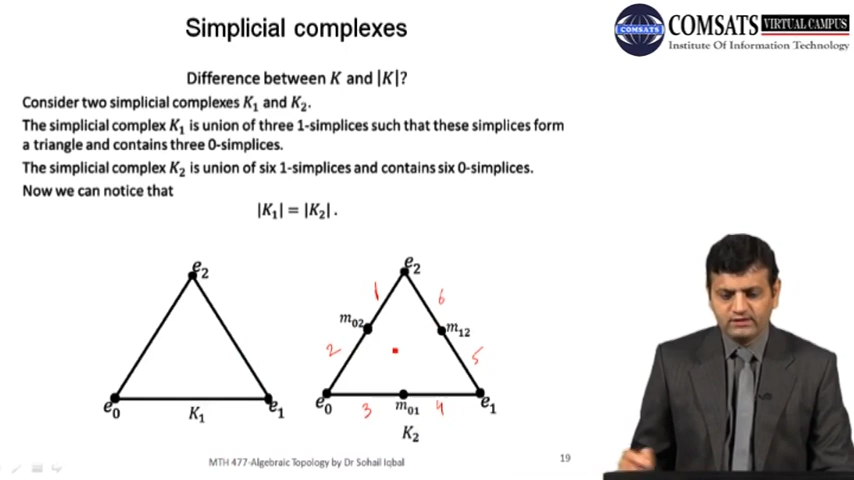 Simplicial complexes
COMSATS VIRTUAL CAMPUS
COMSATS
Institute Of Information Technology
Difference between K and |K|?
Consider two simplicial complexes K₁ and K₂.
The simplicial complex K₁ is union of three 1-simplices such that these simplices form
a triangle and contains three 0-simplices.
The simplicial complex K₂ is union of six 1-simplices and contains six 0-simplices.
Now we can notice that
|K₁| = |K₂|.
e₂
e₀
e₁
K₁
e₂
1
6
m₀₂
m₁₂
2
5
e₀
3
m₀₁
4
e₁
K₂
MTH 477-Algebraic Topology by Dr Sohail Iqbal
19